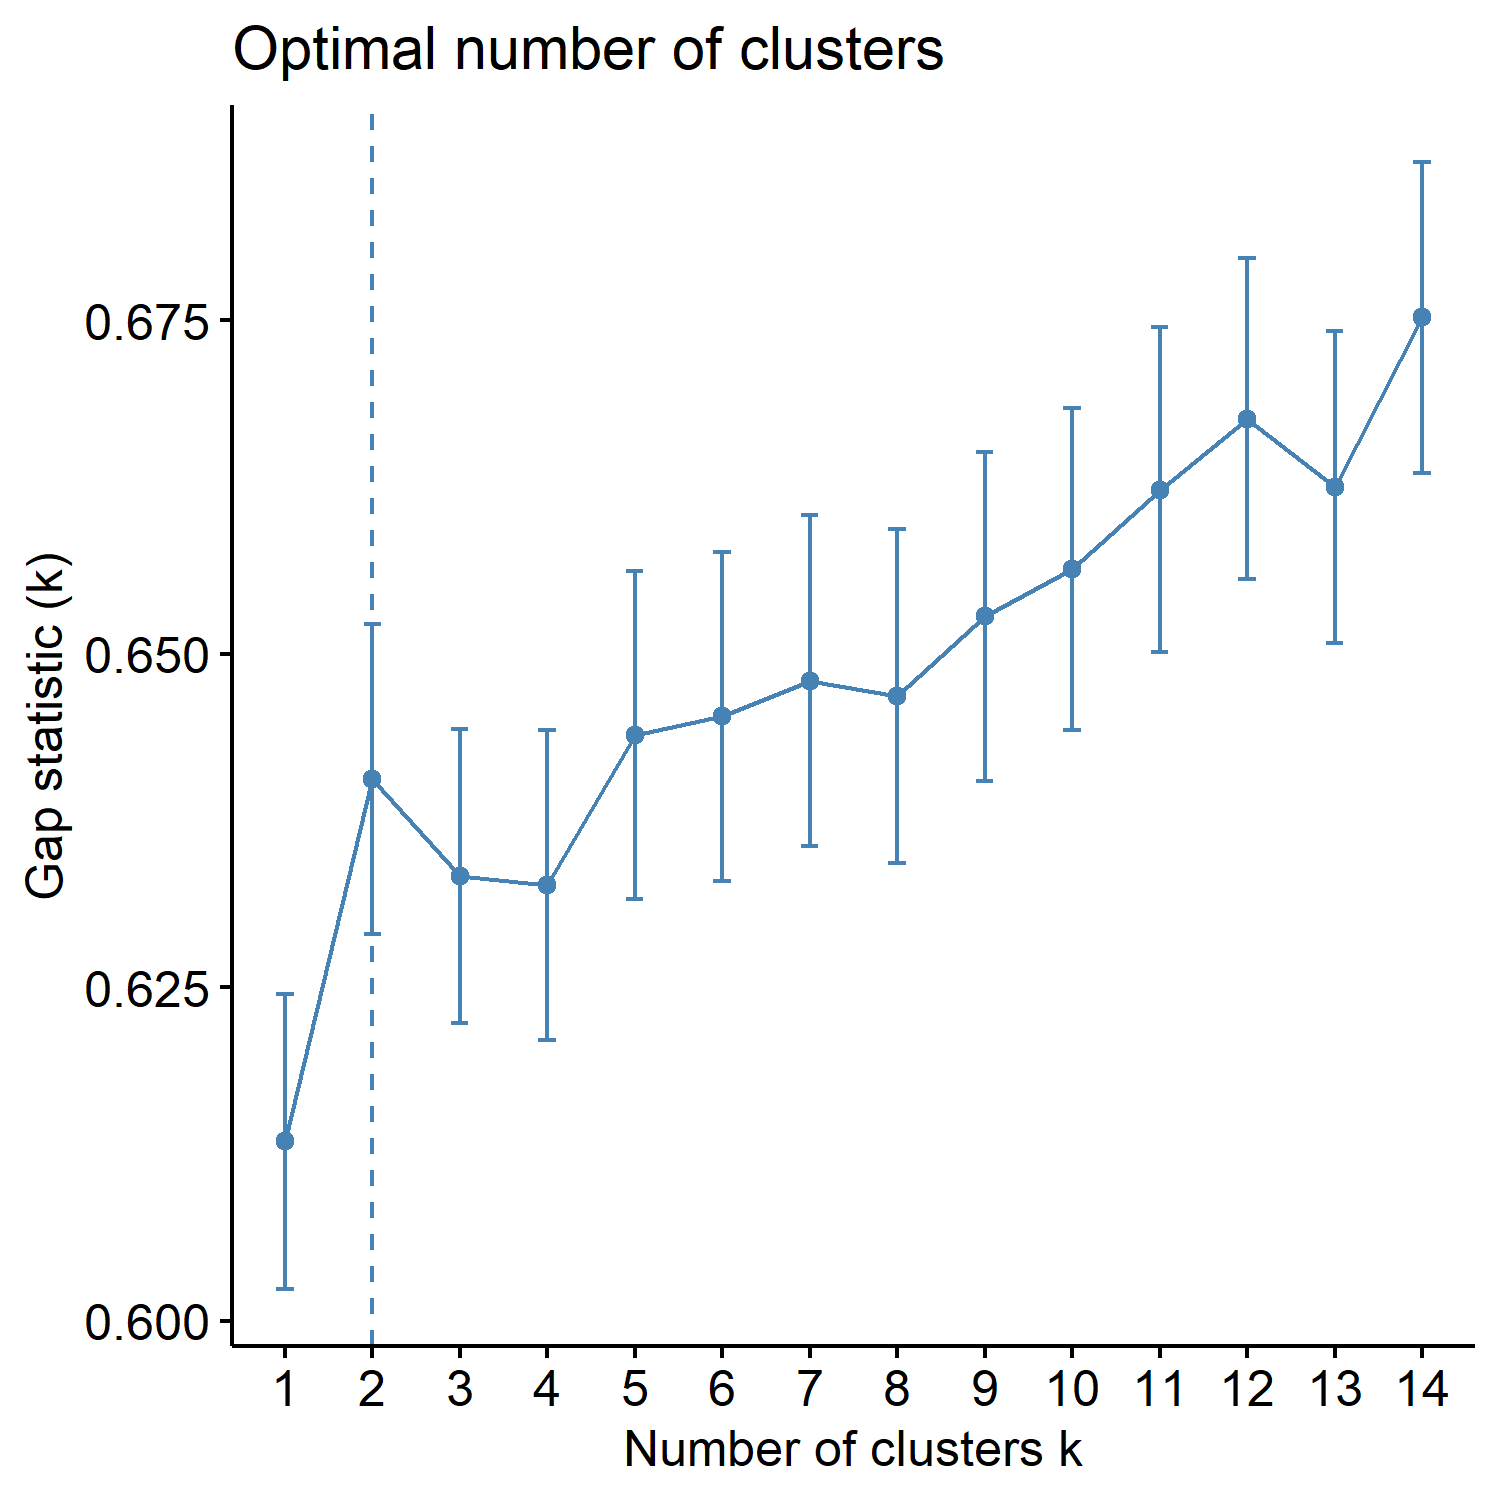 Optimal number of clusters
Gap statistic (k)
0.675
0.650
0.625
0.600
1 2 3 4 5 6 7 8 9 10 11 12 13 14
Number of clusters k